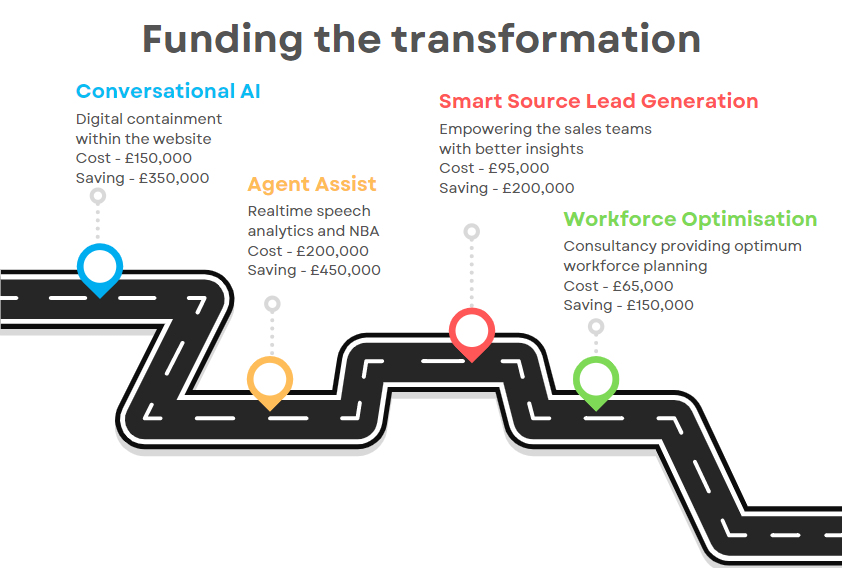 Funding the transformation
Conversational AI
Digital containment
within the website
Cost - £150,000
Saving - £350,000
Agent Assist
Realtime speech
analytics and NBA
Cost - £200,000
Saving - £450,000
Smart Source Lead Generation
Empowering the sales teams
with better insights
Cost - £95,000
Saving - £200,000
Workforce Optimisation
Consultancy providing optimum
workforce planning
Cost - £65,000
Saving - £150,000